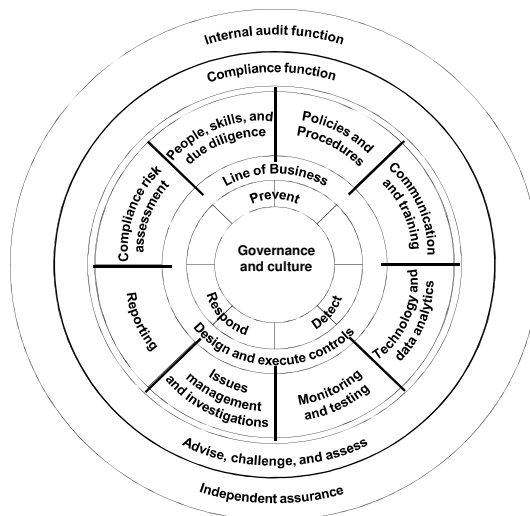 Internal audit function
Compliance function
People, skills, and
due diligence
Policies and
Procedures
Line of Business
Prevent
Compliance risk
assessment
Communication
and training
Governance
and culture
Reporting
Respond
Detect
Technology and
data analytics
Design and execute controls
Issues
management
and investigations
Monitoring
and testing
Advise, challenge, and assess
Independent assurance